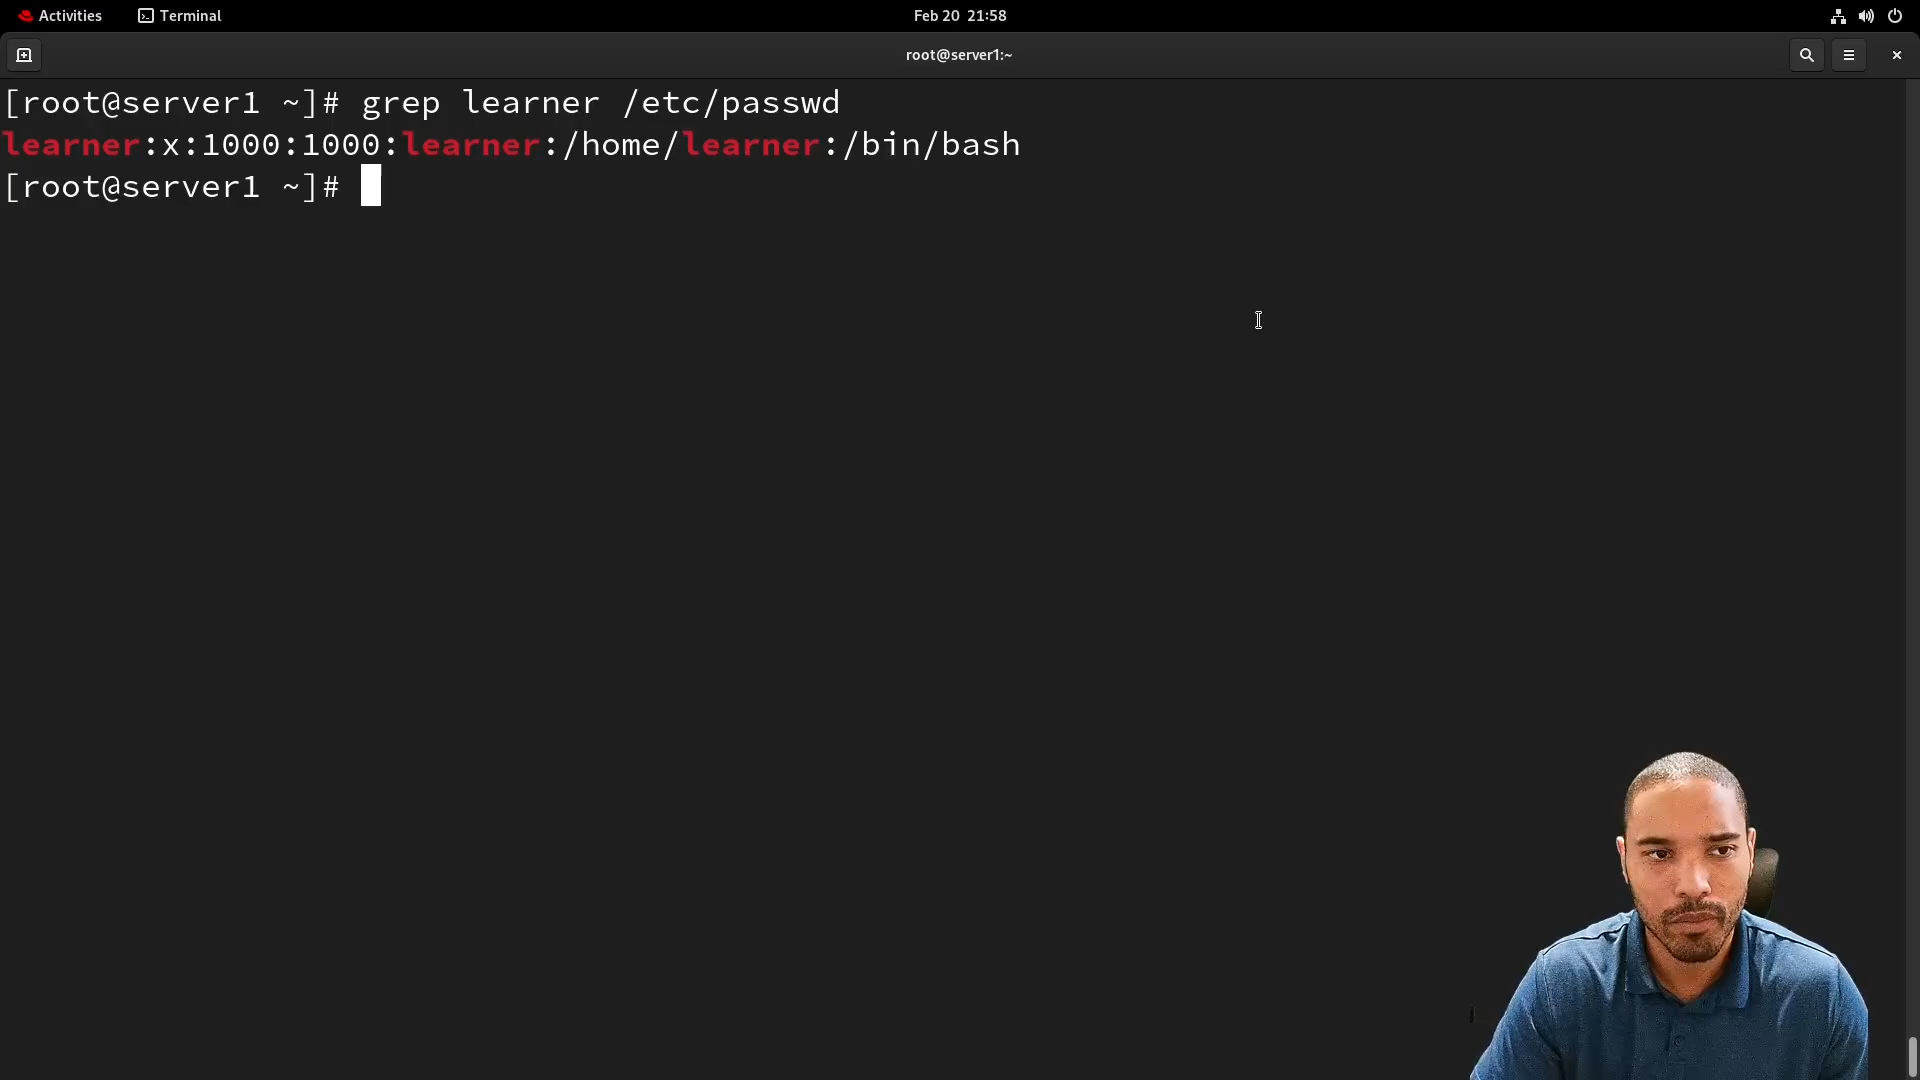 Activities
Terminal
Feb 20 21:58
root@server1:~
[root@server1 ~]# grep learner /etc/passwd
learner:x:1000:1000:learner:/home/learner:/bin/bash
[root@server1 ~]#